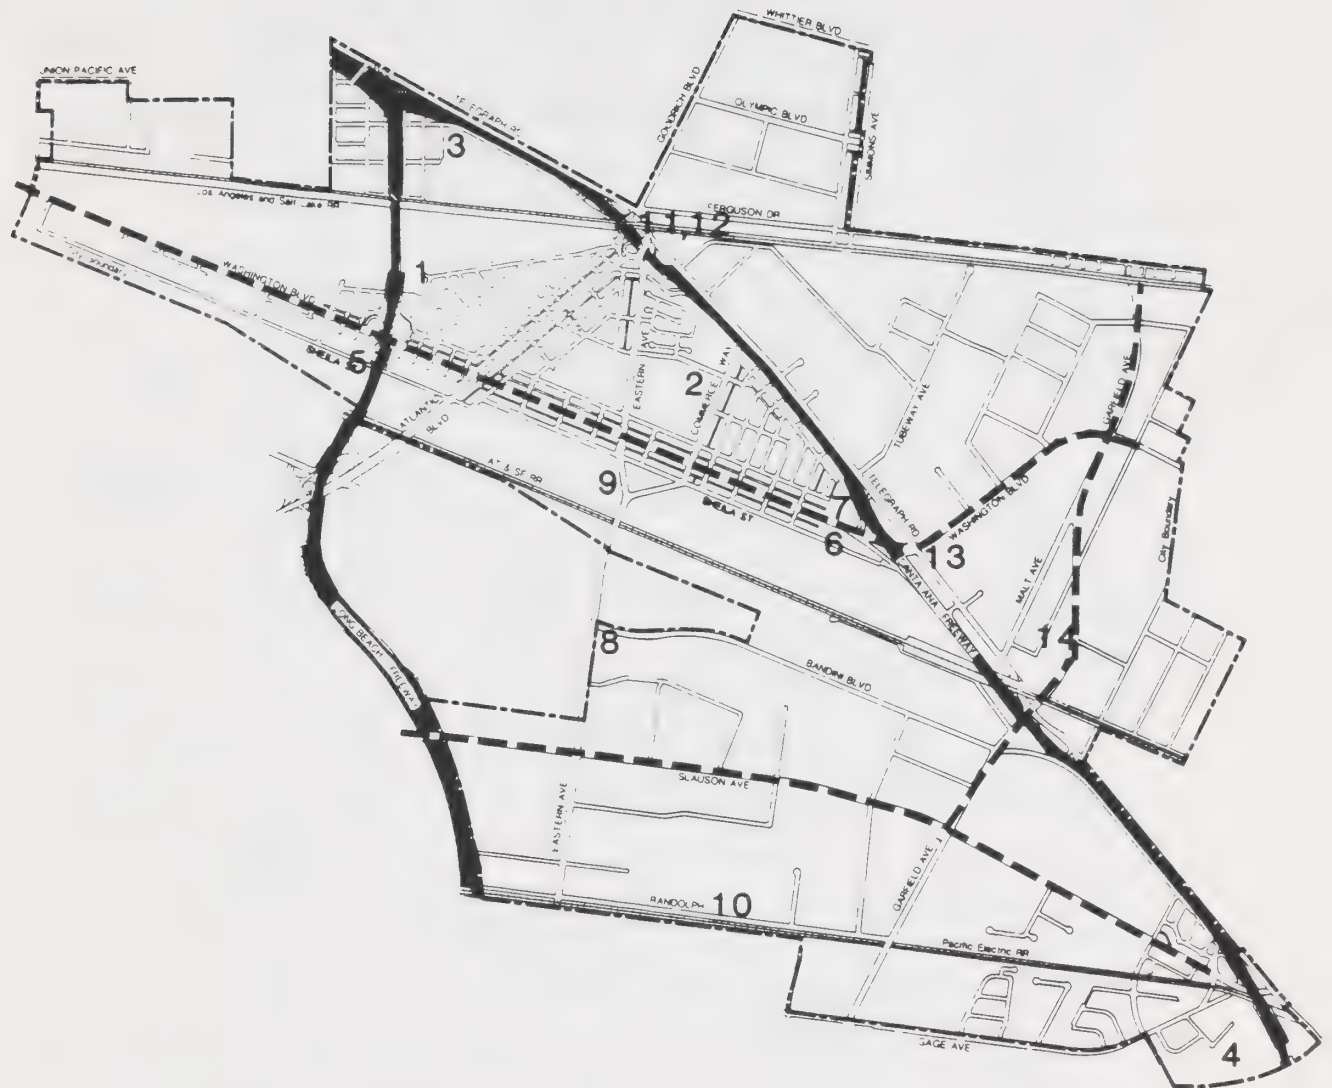 WHITTIER BLVD
UNION PACIFIC AVE
TELEGRAPH RD
GOODRICH BLVD
OLYMPIC BLVD
SIMMONS AVE
3
Los Angeles and Salt Lake RR
FERGUSON DR
11,12
City Boundary
WASHINGTON BLVD
1
SHEILA
5
ATLANTIC
BLVD
EASTERN AVE
2
COMMERCE WAY
TUBEWAY AVE
GARFIELD AVE
AT & SF RR
9
SHEILA ST
7
TELEGRAPH RD
WASHINGTON BLVD
6
13
City Boundary
SANTA ANA FREEWAY
MALT AVE
LONG BEACH FREEWAY
8
14
BANDINI BLVD
SLAUSON AVE
EASTERN AVE
GARFIELD AVE
RANDOLPH
10
Pacific Electric RR
GAGE AVE
4